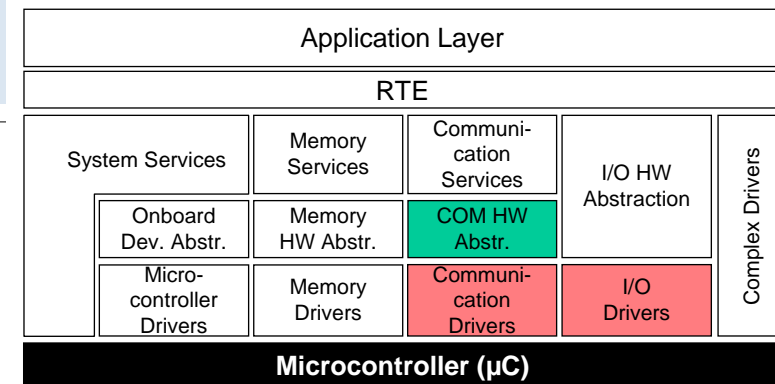 Application Layer
RTE
System Services
Memory
Services
Communi-
cation
Services
I/O HW
Abstraction
Complex Drivers
Onboard
Dev. Abstr.
Memory
HW Abstr.
COM HW
Abstr.
Micro-
controller
Drivers
Memory
Drivers
Communi-
cation
Drivers
I/O
Drivers
Microcontroller (µC)